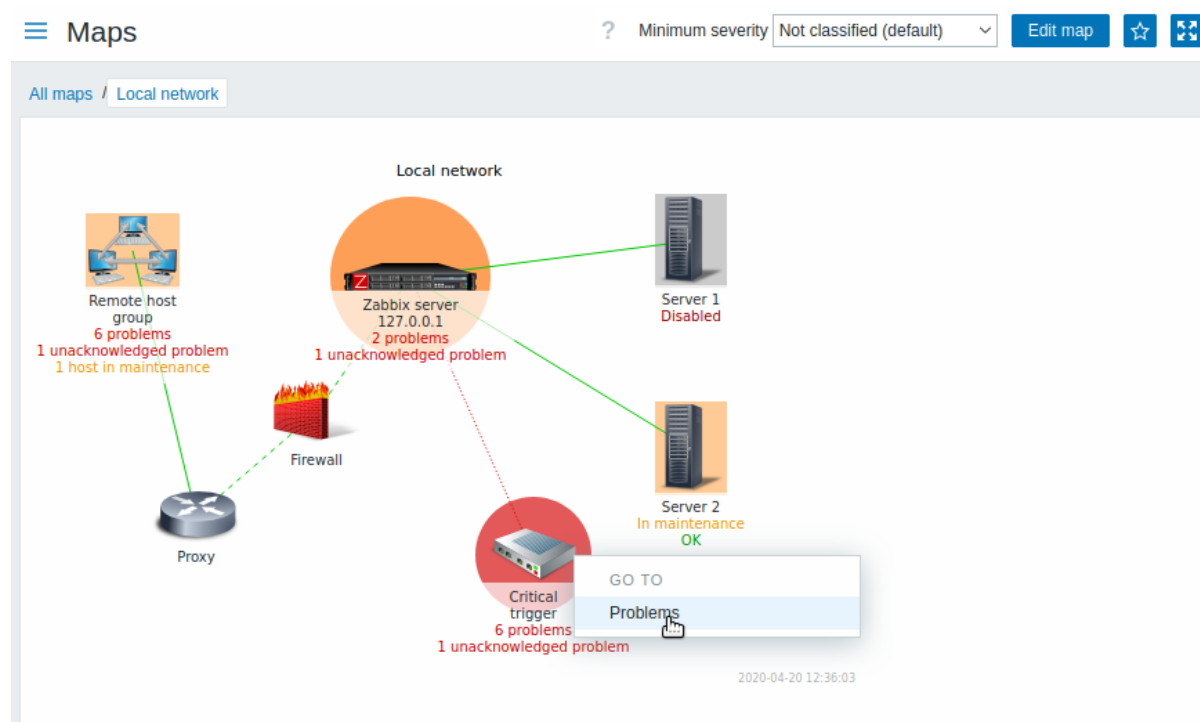 Maps
? Minimum severity Not classified (default) Edit map
All maps / Local network
Local network
Remote host
group
6 problems
1 unacknowledged problem
1 host in maintenance
Z
Zabbix server
127.0.0.1
2 problems
1 unacknowledged problem
Server 1
Disabled
Firewall
Proxy
Server 2
In maintenance
OK
Critical
trigger
6 problems
1 unacknowledged problem
GO TO
Problems
2020-04-20 12:36:03